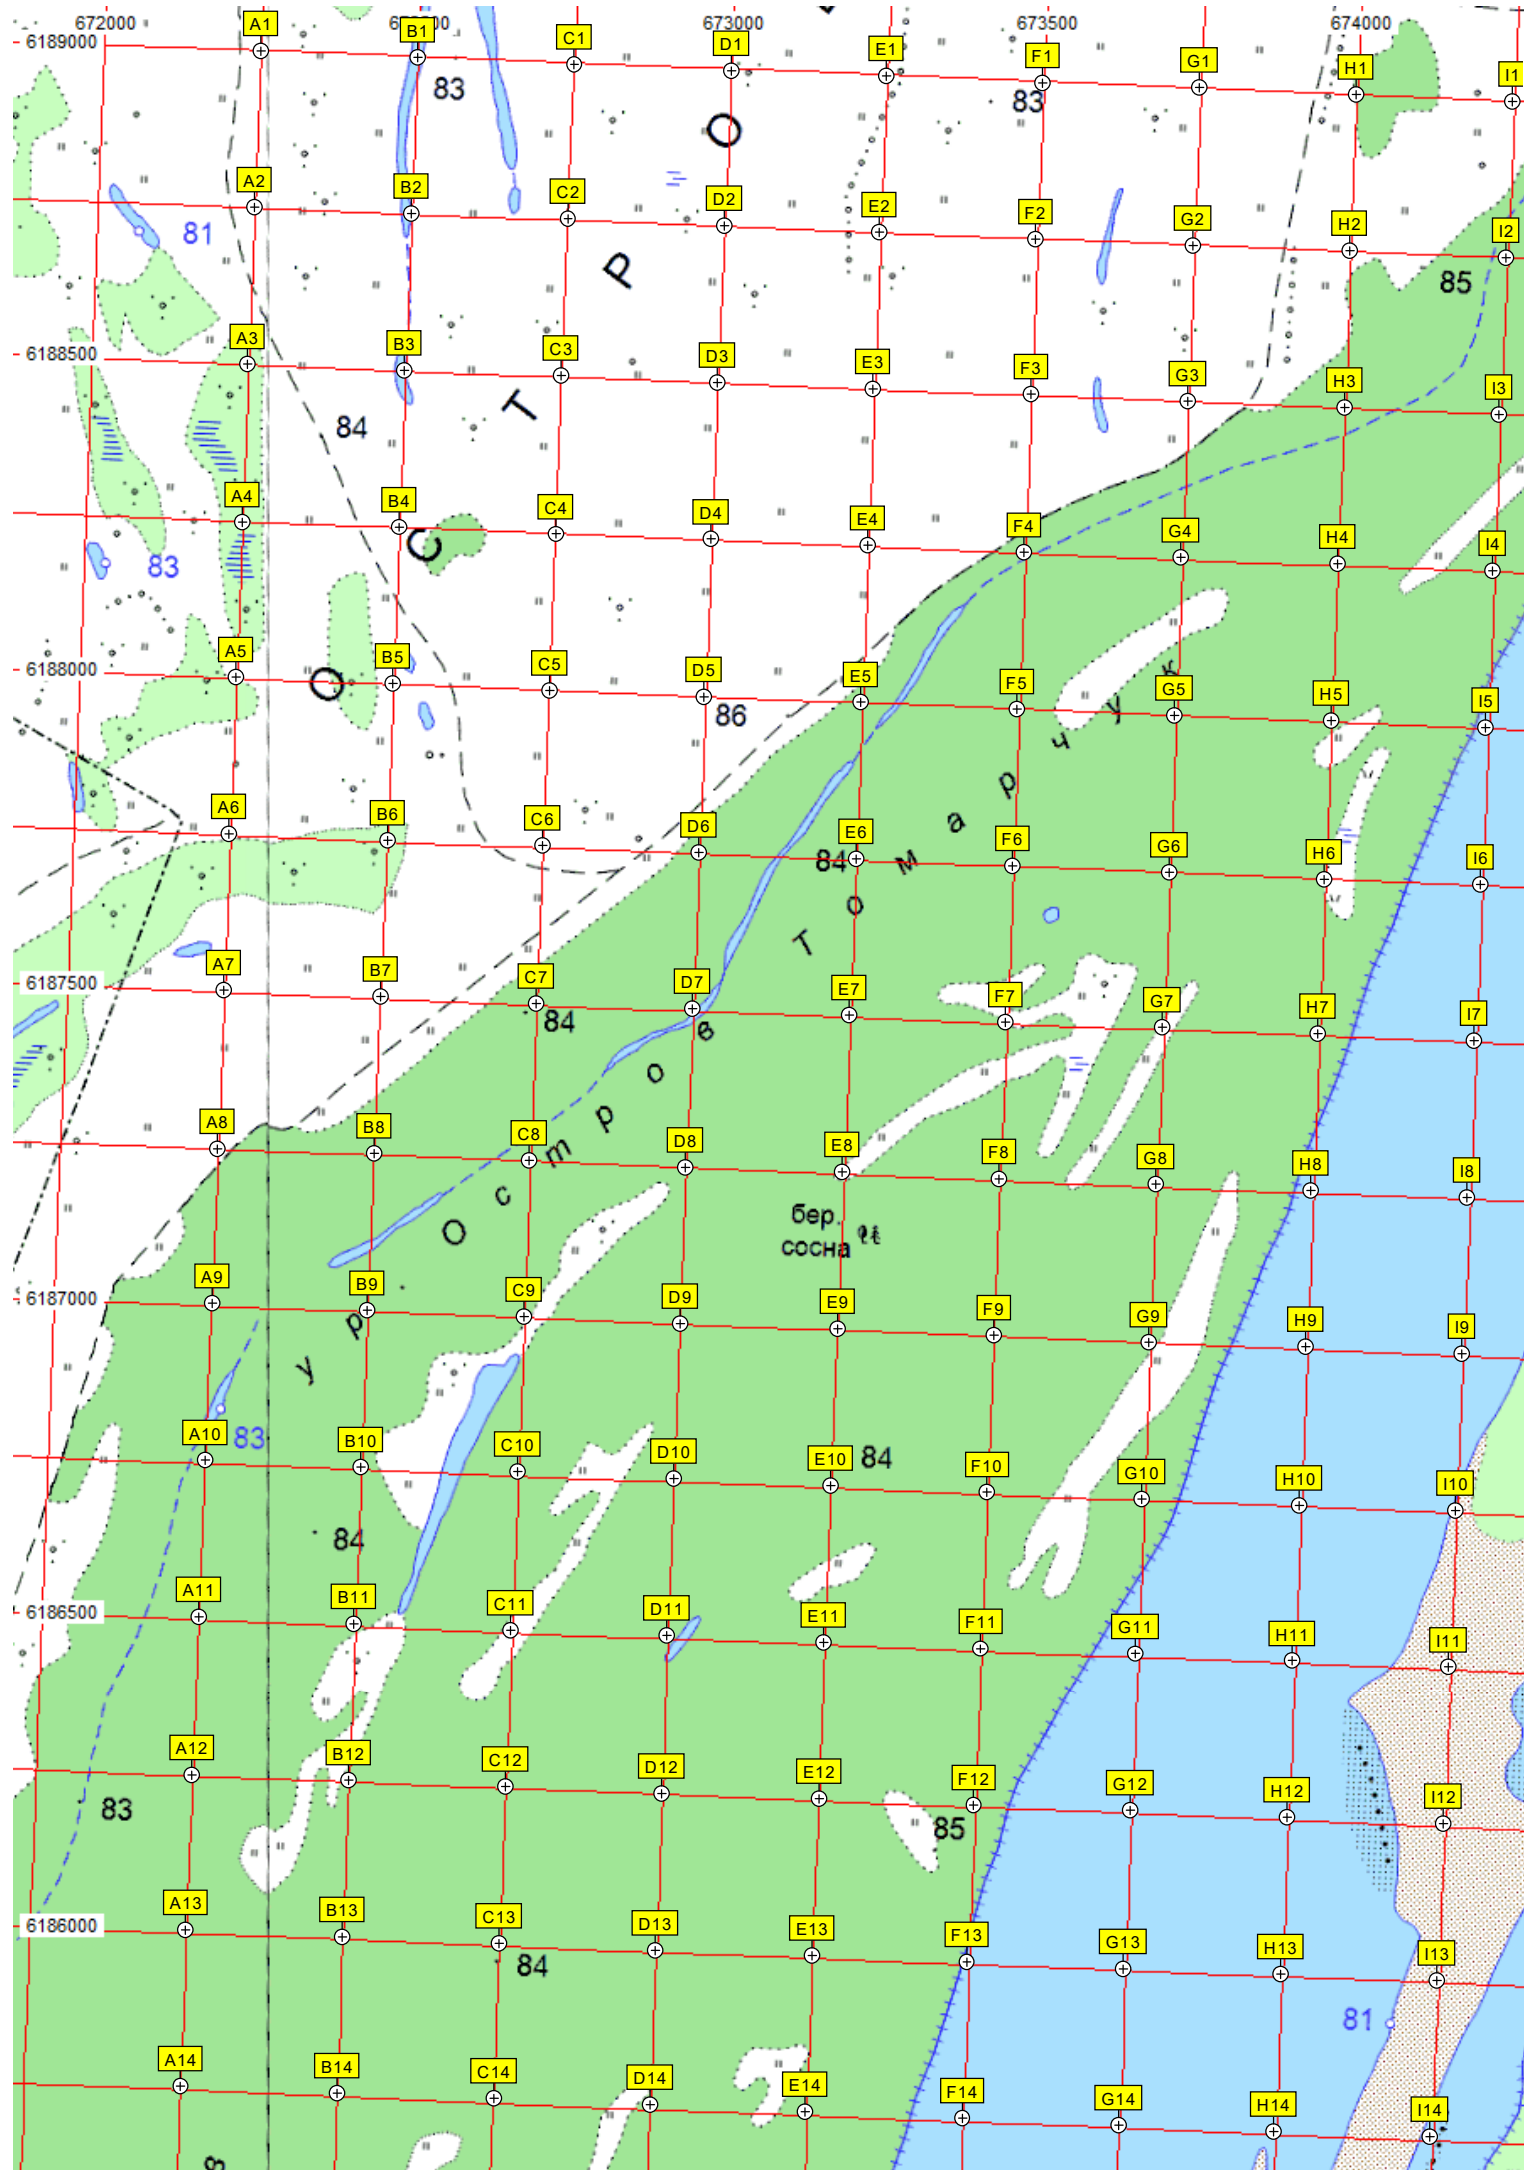 672000 673000 673500 674000
6189000
A1 B1 C1 D1 E1 F1 G1 H1 I1
83 83
О
A2 B2 C2 D2 E2 F2 G2 H2 I2
81
Р
85
6188500
A3 B3 C3 D3 E3 F3 G3 H3 I3
Т
84
A4 B4 C4 D4 E4 F4 G4 H4 I4
С
83
6188000
A5 B5 C5 D5 E5 F5 G5 H5 I5
О
86
A6 B6 C6 D6 E6 F6 G6 H6 I6
84
6187500
A7 B7 C7 D7 E7 F7 G7 H7 I7
84
A8 B8 C8 D8 E8 F8 G8 H8 I8
бер.
сосна
6187000
A9 B9 C9 D9 E9 F9 G9 H9 I9
ур Остров Томарчук
83
A10 B10 C10 D10 E10 F10 G10 H10 I10
84
84
6186500
A11 B11 C11 D11 E11 F11 G11 H11 I11
A12 B12 C12 D12 E12 F12 G12 H12 I12
83
85
6186000
A13 B13 C13 D13 E13 F13 G13 H13 I13
84
81
A14 B14 C14 D14 E14 F14 G14 H14 I14